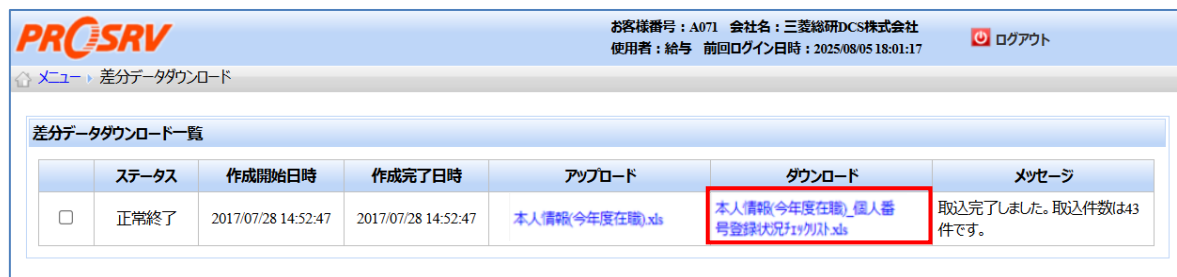 PROSRV
お客様番号：A071 会社名：三菱総研DCS株式会社
使用者：給与 前回ログイン日時：2025/08/05 18:01:17
ログアウト
メニュー 差分データダウンロード
差分データダウンロード一覧
ステータス 作成開始日時 作成完了日時 アップロード ダウンロード メッセージ
正常終了 2017/07/28 14:52:47 2017/07/28 14:52:47 本人情報(今年度在職).xls 本人情報(今年度在職)_個人番
号登録状況ﾁｪｯｸﾘｽﾄ.xls 取込完了しました。取込件数は43
件です。